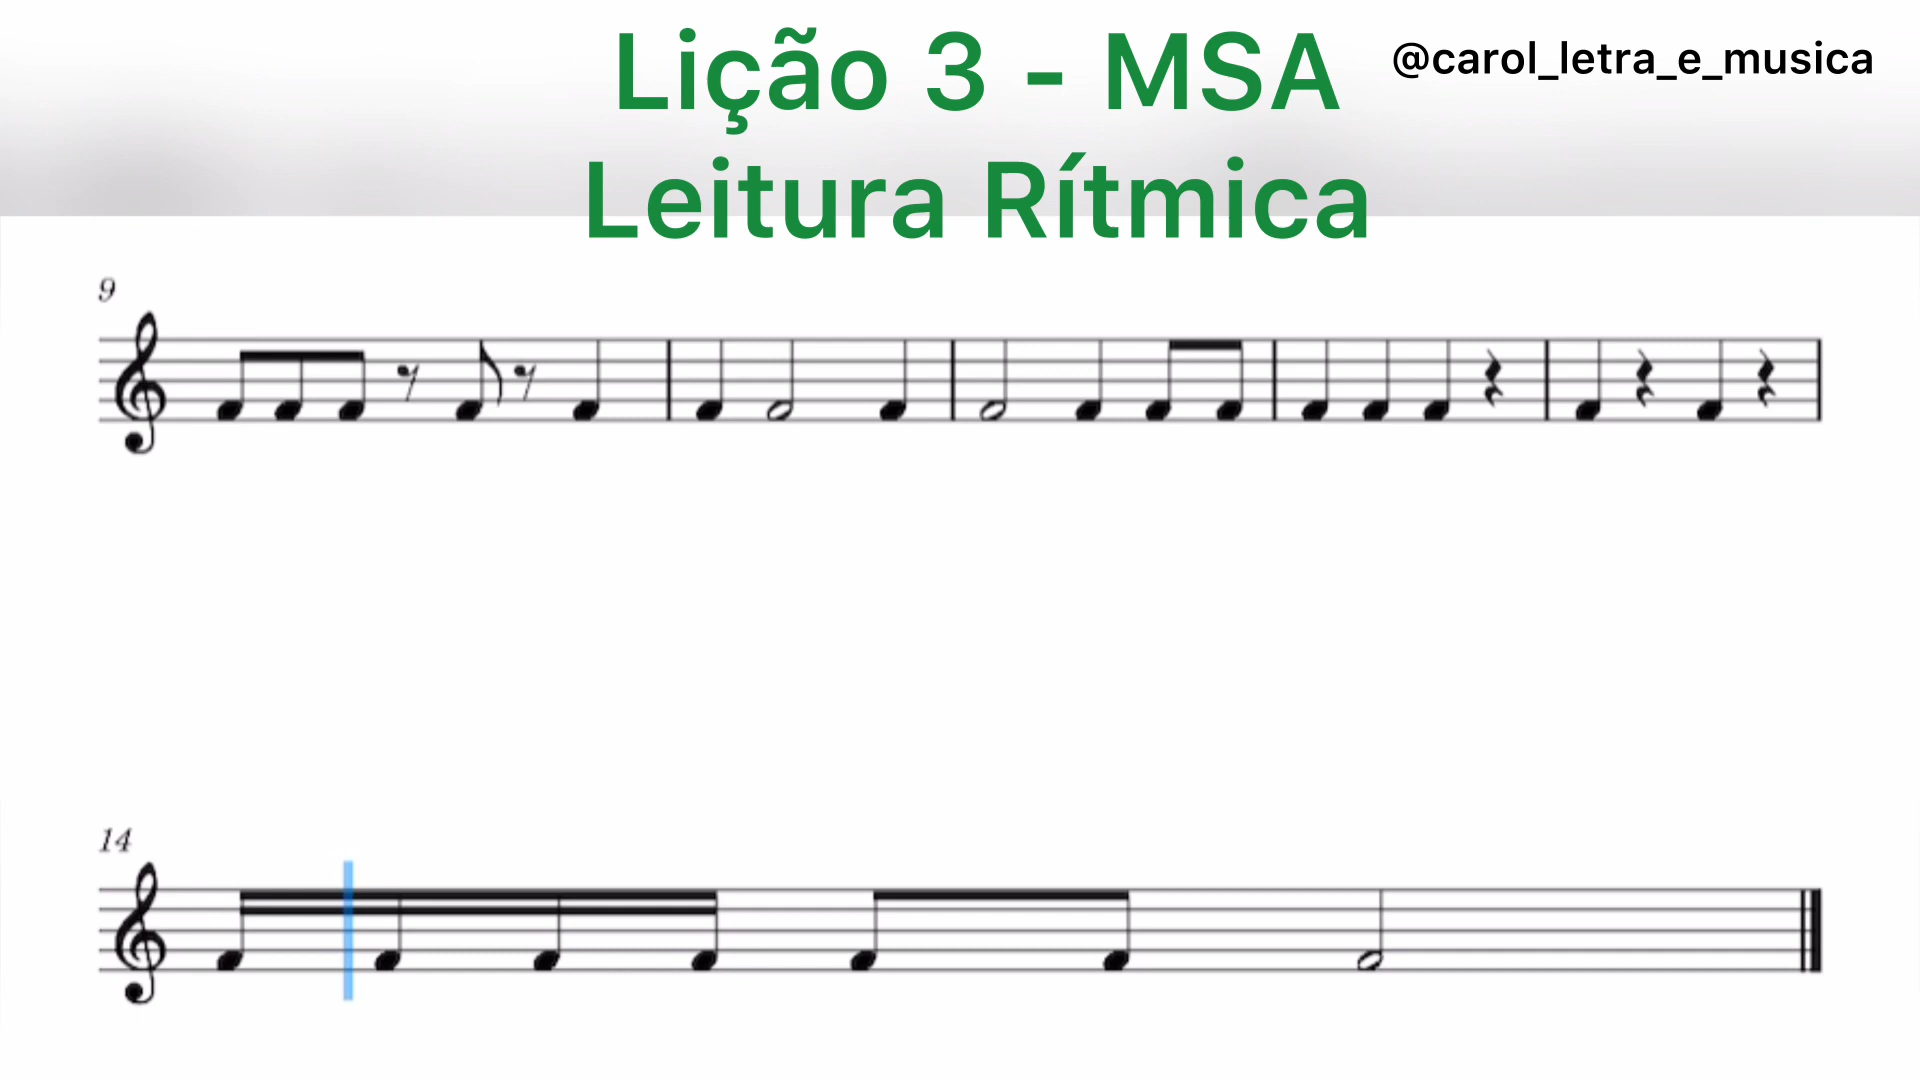 Lição 3 - MSA
@carol_letra_e_musica
Leitura Rítmica
9
14